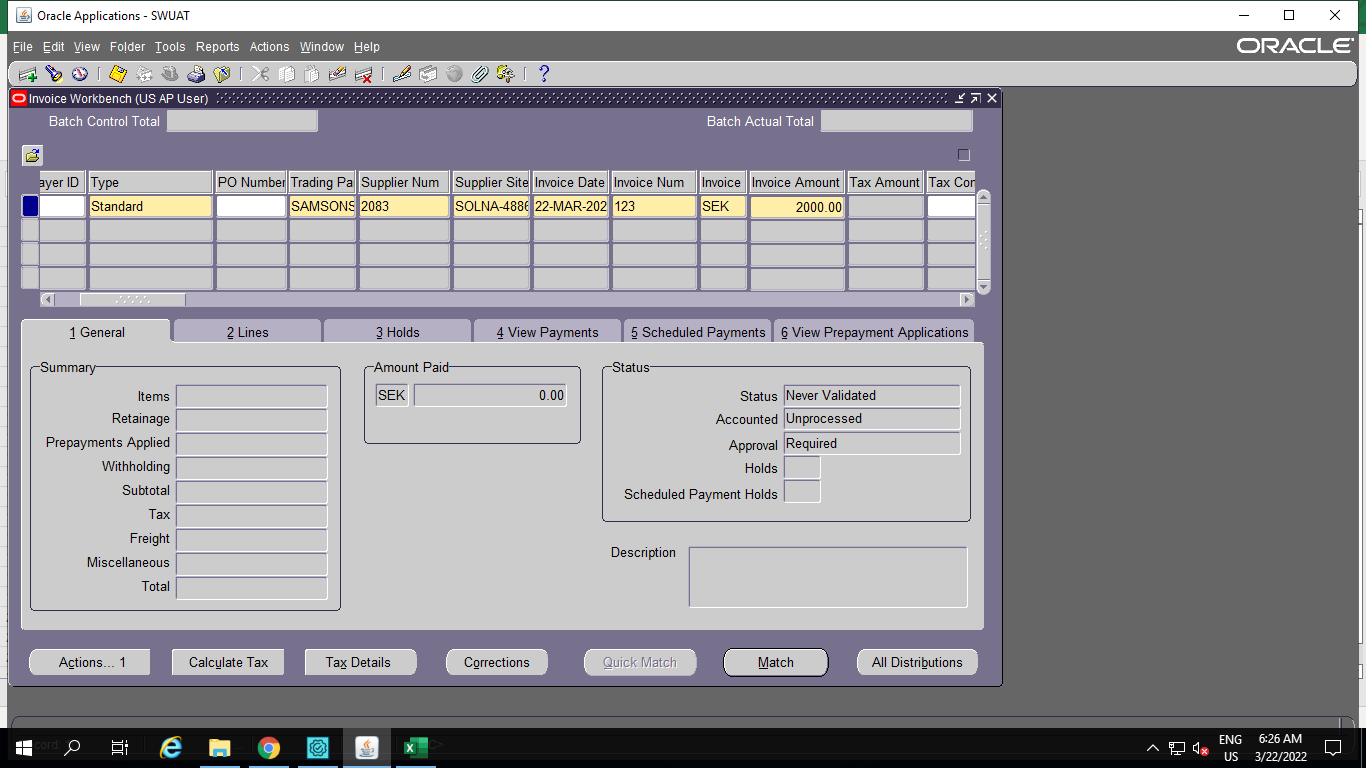 Oracle Applications - SWUAT
File Edit View Folder Tools Reports Actions Window Help
ORACLE
Invoice Workbench (US AP User)
Batch Control Total
Batch Actual Total
ayer ID Type PO Number Trading Pa Supplier Num Supplier Site Invoice Date Invoice Num Invoice Invoice Amount Tax Amount Tax Con
Standard SAMSONS 2083 SOLNA-4886 22-MAR-202 123 SEK 2000.00
1 General 2 Lines 3 Holds 4 View Payments 5 Scheduled Payments 6 View Prepayment Applications
Summary
Items
Retainage
Prepayments Applied
Withholding
Subtotal
Tax
Freight
Miscellaneous
Total
Amount Paid
SEK 0.00
Status
Status Never Validated
Accounted Unprocessed
Approval Required
Holds
Scheduled Payment Holds
Description
Actions... 1 Calculate Tax Tax Details Corrections Quick Match Match All Distributions
ENG
US
6:26 AM
3/22/2022